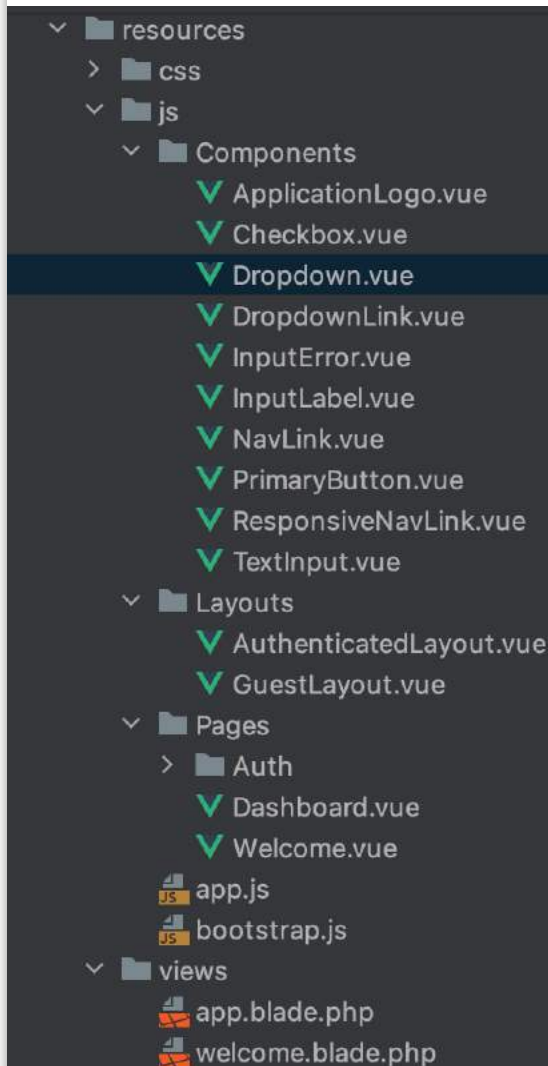 resources
css
js
Components
ApplicationLogo.vue
Checkbox.vue
Dropdown.vue
DropdownLink.vue
InputError.vue
InputLabel.vue
NavLink.vue
PrimaryButton.vue
ResponsiveNavLink.vue
TextInput.vue
Layouts
AuthenticatedLayout.vue
GuestLayout.vue
Pages
Auth
Dashboard.vue
Welcome.vue
JS app.js
JS bootstrap.js
views
app.blade.php
welcome.blade.php